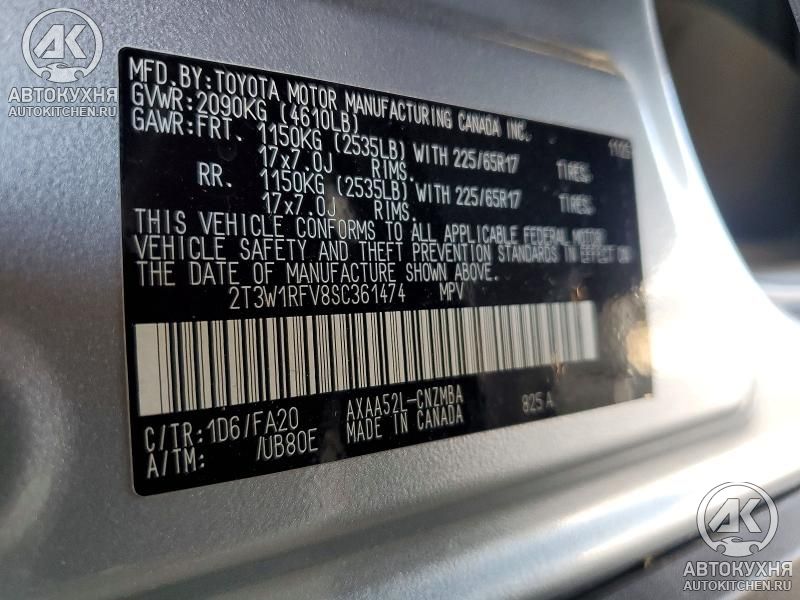 AK
АВТОКУХНЯ
AUTOKITCHEN.RU
MFD.BY:TOYOTA MOTOR MANUFACTURING CANADA INC.
GVWR:2090KG (4610LB)
GAWR:FRT. 1150KG (2535LB) WITH 225/65R17 TIRES,
17x7.0J RIMS.
RR. 1150KG (2535LB) WITH 225/65R17 TIRES,
17x7.0J RIMS.
THIS VEHICLE CONFORMS TO ALL APPLICABLE FEDERAL MOTOR
VEHICLE SAFETY AND THEFT PREVENTION STANDARDS IN EFFECT ON
THE DATE OF MANUFACTURE SHOWN ABOVE.
2T3W1RFV8SC361474 MPV
C/TR:1D6/FA20 AXAA52L-CNZMBA 825A
A/TM: /UB80E MADE IN CANADA
AK
АВТОКУХНЯ
AUTOKITCHEN.RU